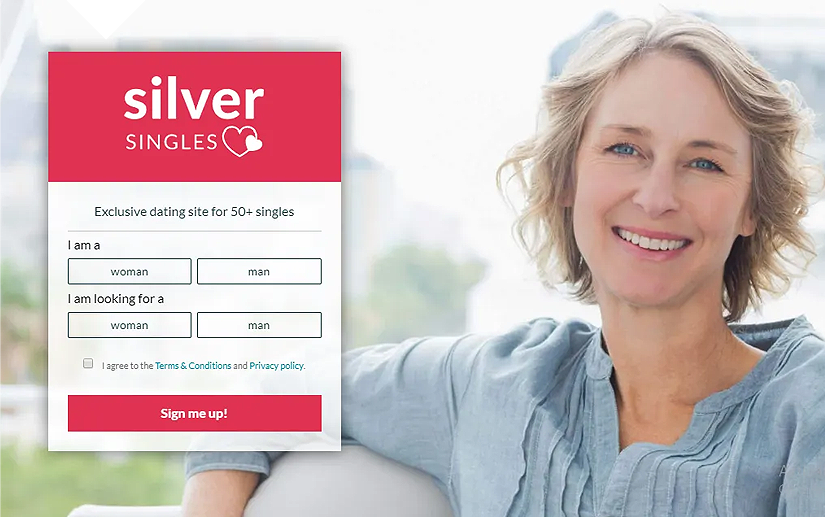 silver
SINGLES
Exclusive dating site for 50+ singles
I am a
woman man
I am looking for a
woman man
I agree to the Terms & Conditions and Privacy policy.
Sign me up!